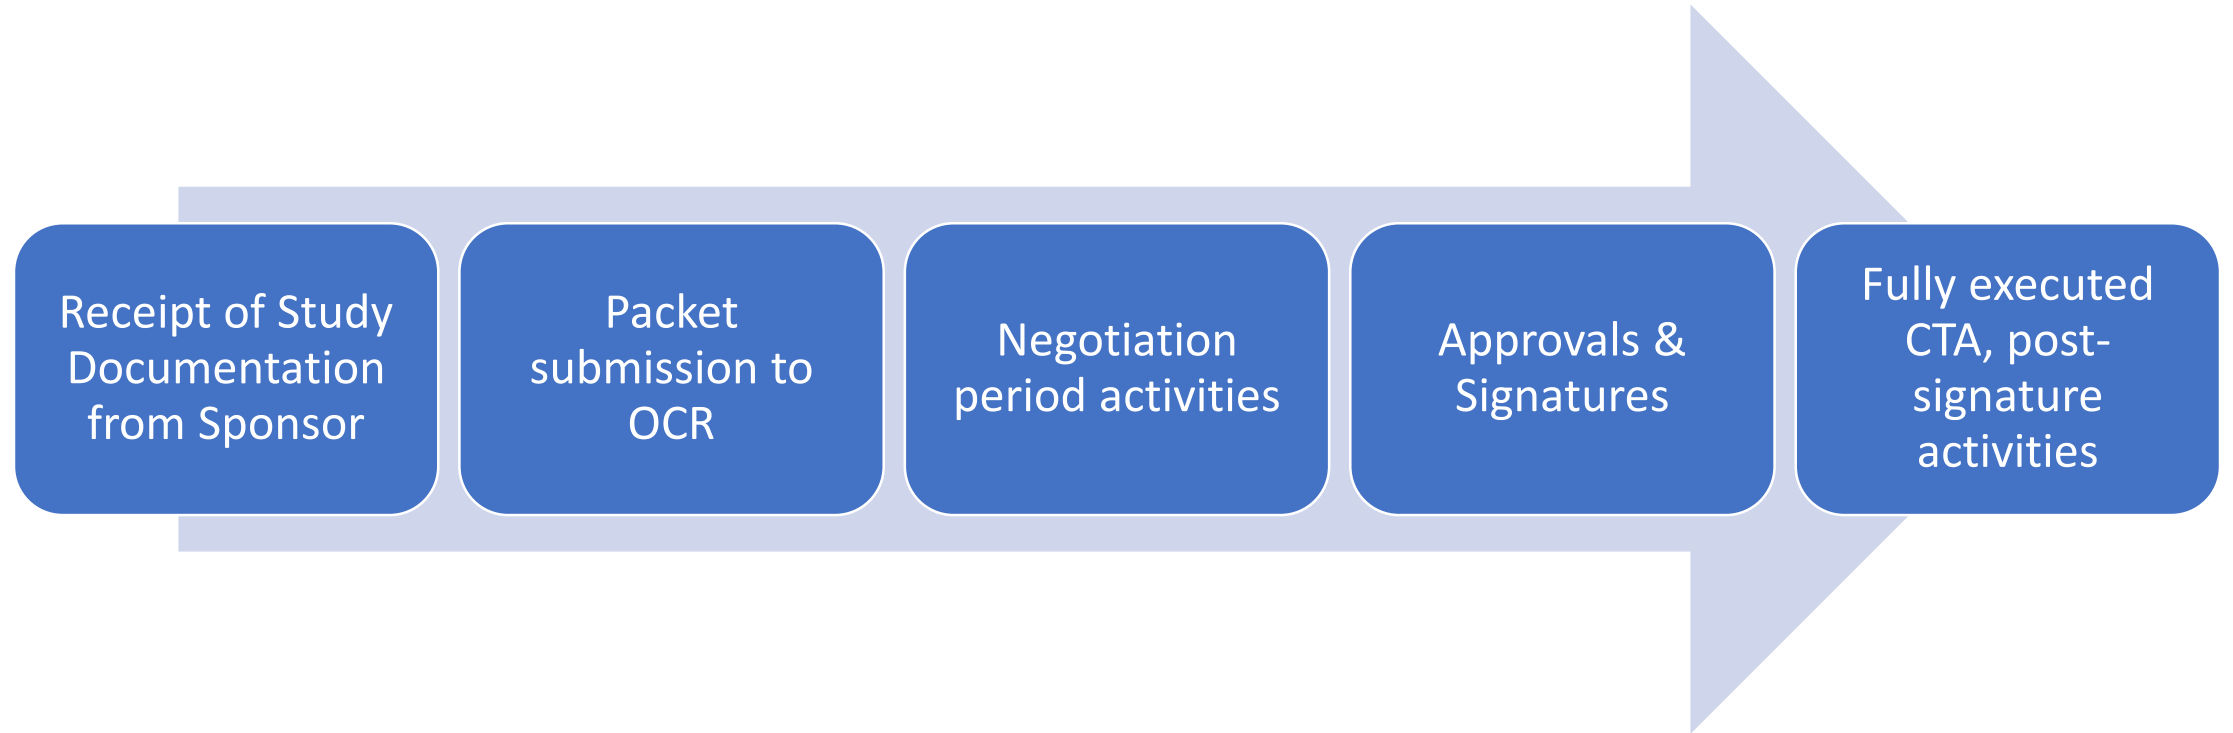 Receipt of Study
Documentation
from Sponsor
Packet
submission to
OCR
Negotiation
period activities
Approvals &
Signatures
Fully executed
CTA, post-
signature
activities